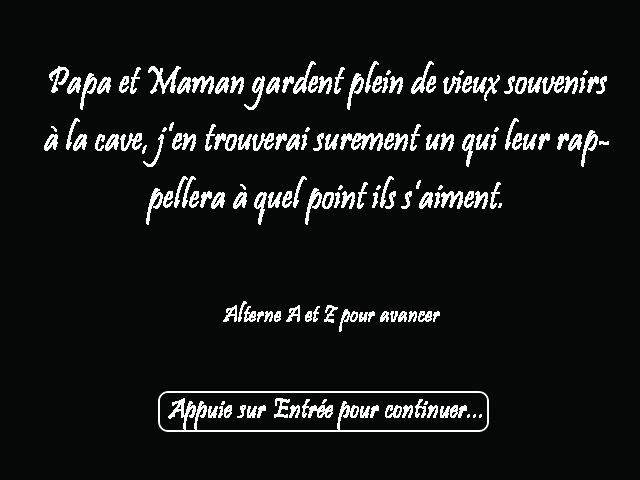 Papa et Maman gardent plein de vieux souvenirs
à la cave, j'en trouverai surement un qui leur rap-
pellera à quel point ils s'aiment.
Alterne A et Z pour avancer
Appuie sur Entrée pour continuer...